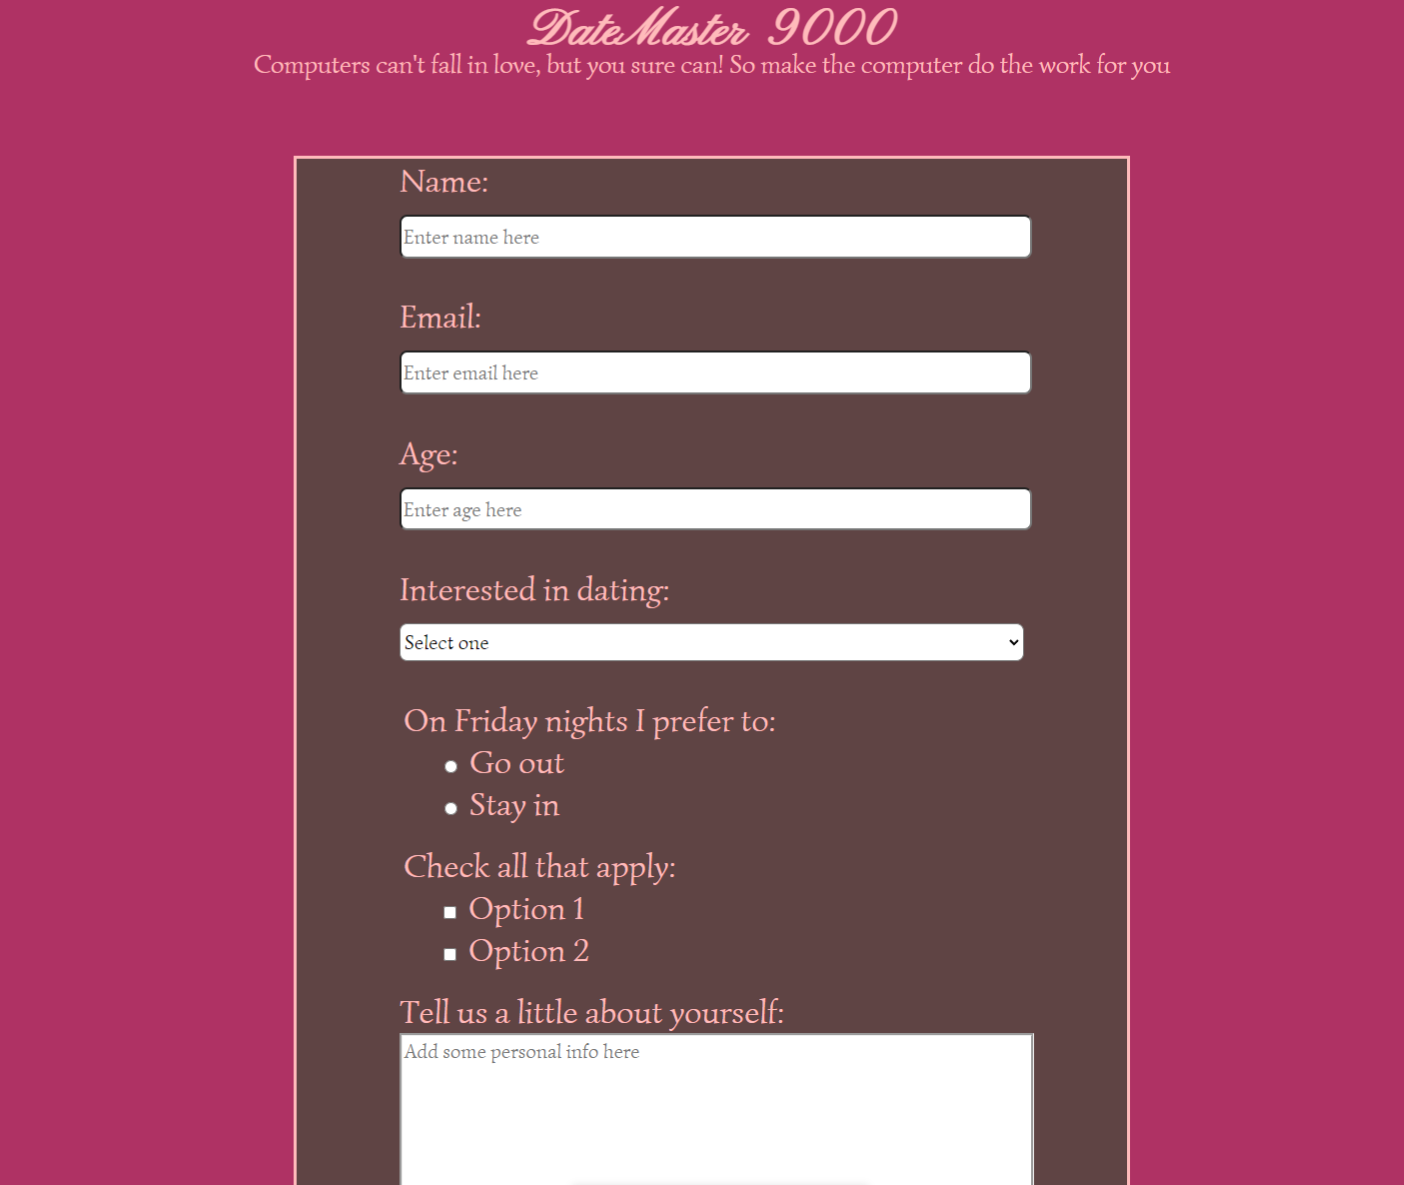 DateMaster 9000
Computers can't fall in love, but you sure can! So make the computer do the work for you
Name:
Enter name here
Email:
Enter email here
Age:
Enter age here
Interested in dating:
Select one
On Friday nights I prefer to:
Go out
Stay in
Check all that apply:
Option 1
Option 2
Tell us a little about yourself:
Add some personal info here